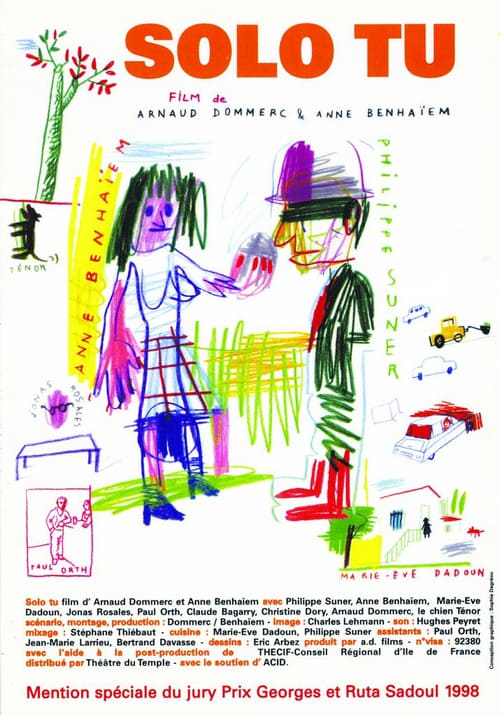 SOLO TU
FILM de
ARNAUD DOMMERC & ANNE BENHAÏEM
ANNE BENHAÏEM
PHILIPPE SUNER
TÉNOR
JONAS ROSALES
PAUL ORTH
MARIE-EVE DADOUN
Solo tu film d' Arnaud Dommerc et Anne Benhaïem avec Philippe Suner, Anne Benhaïem, Marie-Eve
Dadoun, Jonas Rosales, Paul Orth, Claude Bagarry, Christine Dory, Arnaud Dommerc, le chien Ténor
scénario, montage, production : Dommerc / Benhaïem - image : Charles Lehmann - son : Hughes Peyret
mixage : Stéphane Thiébaut - cuisine : Marie-Eve Dadoun, Philippe Suner assistants : Paul Orth,
Jean-Marie Larrieu, Bertrand Davasse - dessins : Eric Arbez produit par a.d. films - n°visa : 92380
avec l'aide à la post-production de THECIF-Conseil Régional d'Ile de France
distribué par Théâtre du Temple - avec le soutien d' ACID.
Conception graphique : Sophie Dagnéau
Mention spéciale du jury Prix Georges et Ruta Sadoul 1998